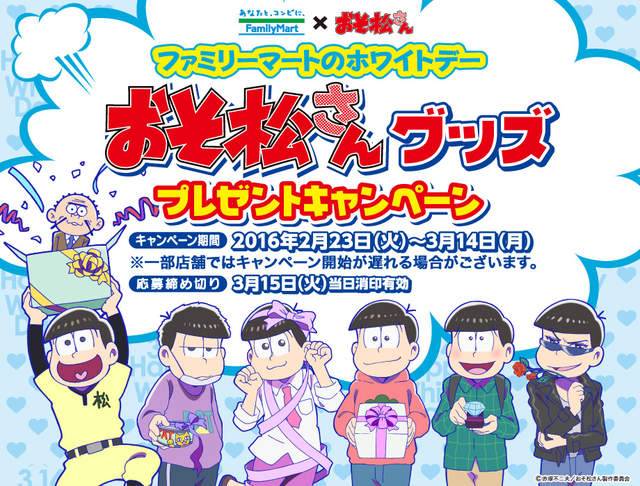 あなたと、コンビに、
FamilyMart × おそ松さん
ファミリーマートのホワイトデー
おそ松さんグッズ
プレゼントキャンペーン
キャンペーン期間 2016年2月23日(火)～3月14日(月)
※一部店舗ではキャンペーン開始が遅れる場合がございます。
応募締め切り 3月15日(火)当日消印有効
松
©赤塚不二夫／おそ松さん製作委員会